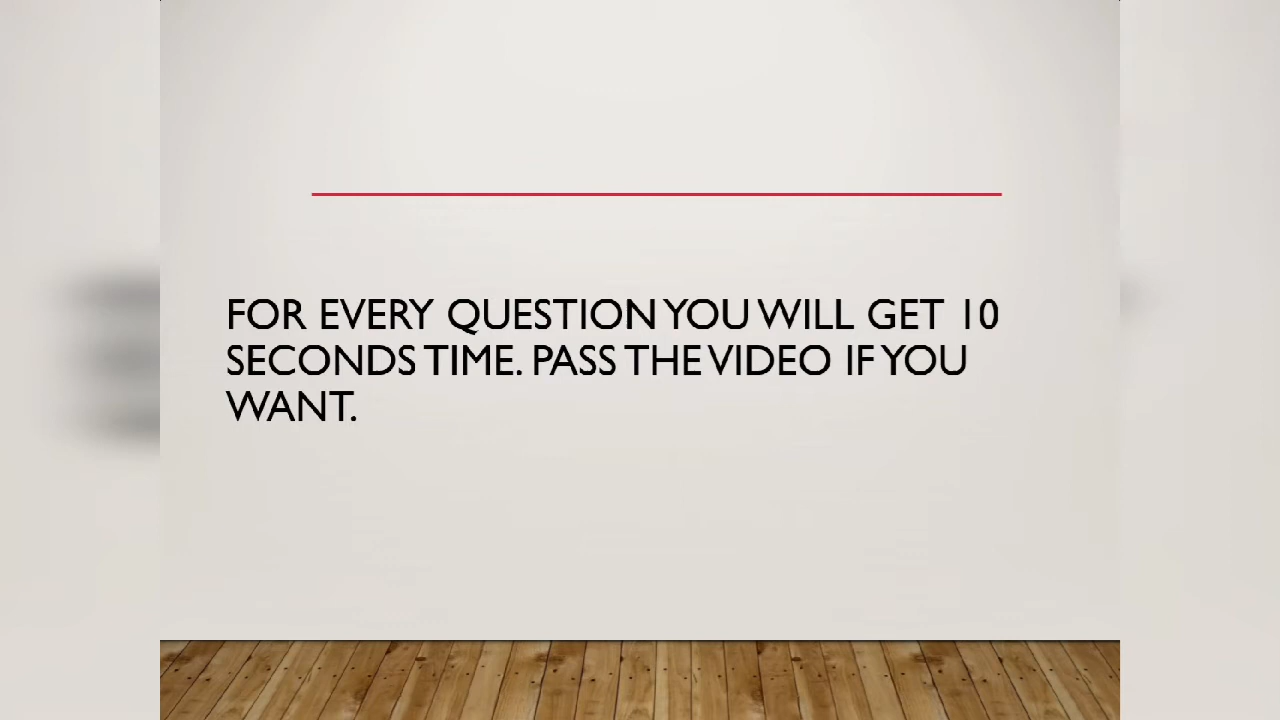 FOR EVERY QUESTION YOU WILL GET 10
SECONDS TIME. PASS THE VIDEO IF YOU
WANT.